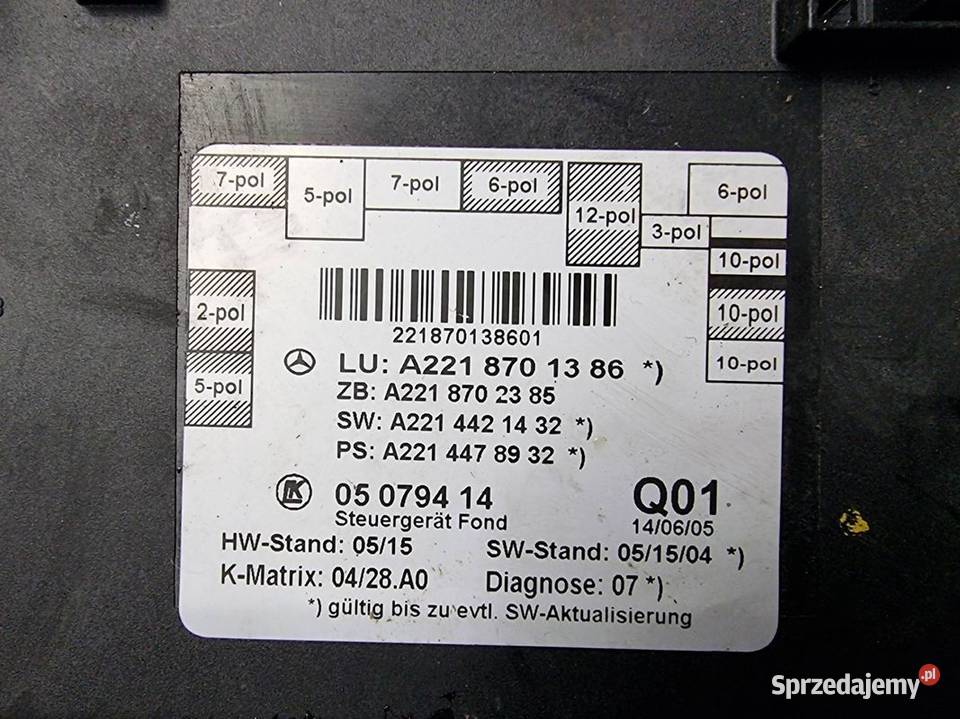 7-pol
5-pol
7-pol
6-pol
12-pol
6-pol
3-pol
10-pol
2-pol
10-pol
5-pol
10-pol
221870138601
LU: A221 870 13 86 *)
ZB: A221 870 23 85
SW: A221 442 14 32 *)
PS: A221 447 89 32 *)
LK 05 0794 14 Q01
Steuergerät Fond 14/06/05
HW-Stand: 05/15 SW-Stand: 05/15/04 *)
K-Matrix: 04/28.A0 Diagnose: 07 *)
*) gültig bis zu evtl. SW-Aktualisierung
Sprzedajemy.pl